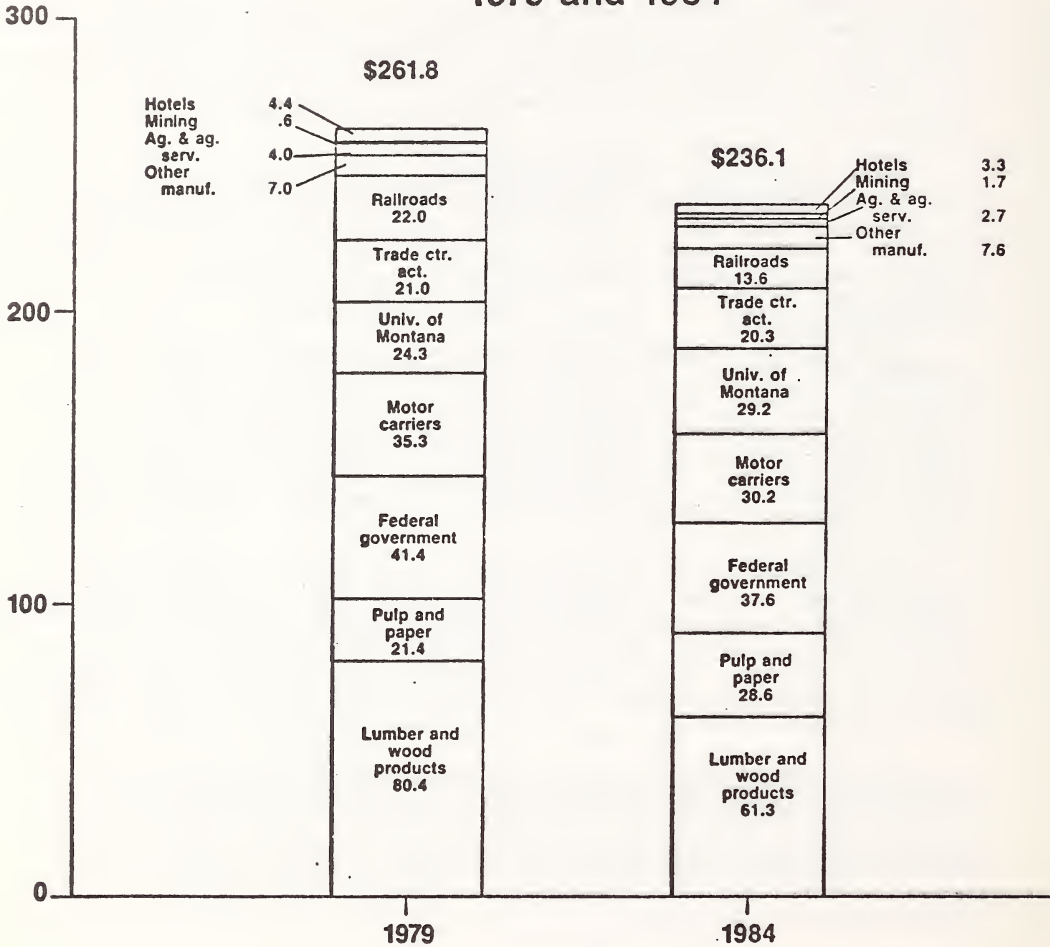 1979 and 1984
300
200
100
0
$261.8
Hotels 4.4
Mining .6
Ag. & ag.
serv. 4.0
Other
manuf. 7.0
Railroads
22.0
Trade ctr.
act.
21.0
Univ. of
Montana
24.3
Motor
carriers
35.3
Federal
government
41.4
Pulp and
paper
21.4
Lumber and
wood
products
80.4
1979
$236.1
Hotels 3.3
Mining 1.7
Ag. & ag.
serv. 2.7
Other
manuf. 7.6
Railroads
13.6
Trade ctr.
act.
20.3
Univ. of
Montana
29.2
Motor
carriers
30.2
Federal
government
37.6
Pulp and
paper
28.6
Lumber and
wood
products
61.3
1984